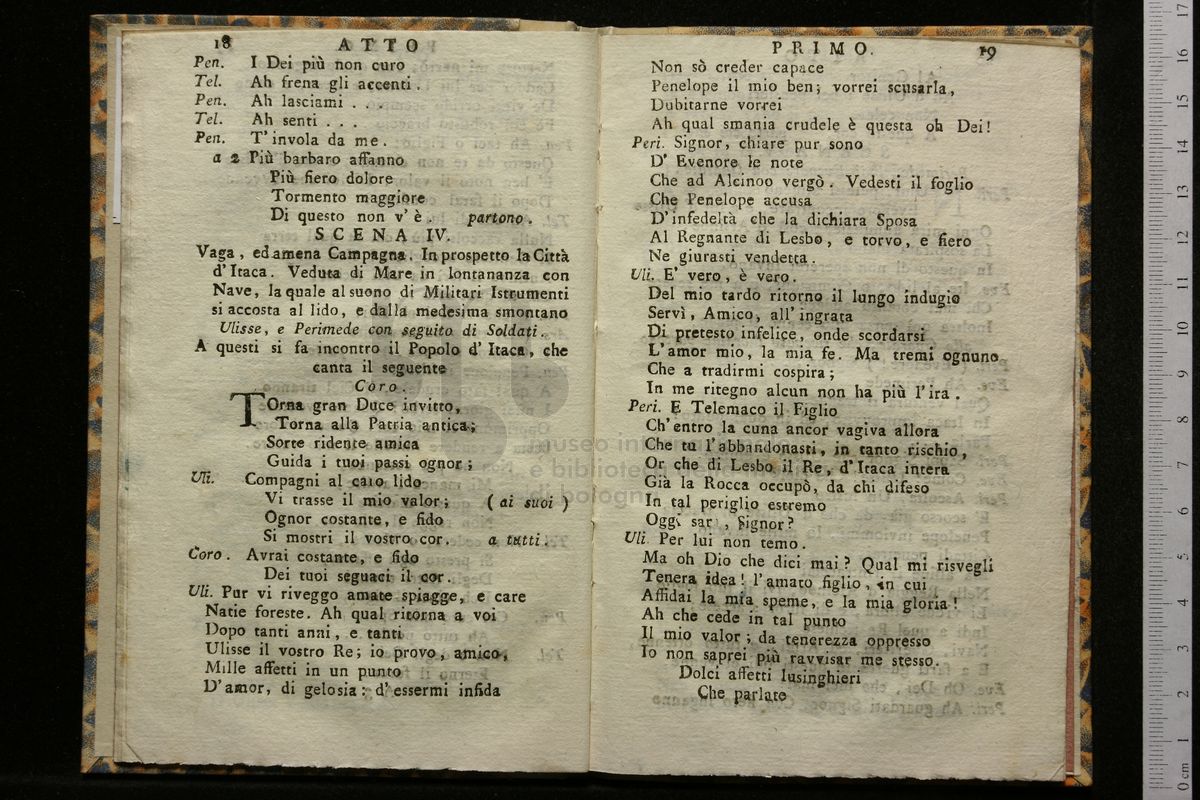 18 ATTO
Pen. I Dei più non curo
Tel. Ah frena gli accenti.
Pen. Ah lasciami . .
Tel. Ah senti . . .
Pen. T'invola da me.
a 2 Più barbaro affanno
Più fiero dolore
Tormento maggiore
Di questo non v'è. partono.
SCENA IV.
Vaga, ed amena Campagna. In prospetto la Città
d'Itaca. Veduta di Mare in lontananza con
Nave, la quale al suono di Militari Istrumenti
si accosta al lido, e dalla medesima smontano
Ulisse, e Perimede con seguito di Soldati.
A questi si fa incontro il Popolo d'Itaca, che
canta il seguente
Coro.
TOrna gran Duce invitto,
Torna alla Patria antica;
Sorte ridente amica
Guida i tuoi passi ognor;
Uli. Compagni al caro lido
Vi trasse il mio valor; (ai suoi)
Ognor costante, e fido
Si mostri il vostro cor. a tutti.
Coro. Avrai costante, e fido
Dei tuoi seguaci il cor.
Uli. Pur vi riveggo amate spiagge, e care
Natie foreste. Ah qual ritorna a voi
Dopo tanti anni, e tanti
Ulisse il vostro Re; io provo, amico,
Mille affetti in un punto
D'amor, di gelosia: d'essermi infida
PRIMO. 19
Non sò creder capace
Penelope il mio ben; vorrei scusarla,
Dubitarne vorrei
Ah qual smania crudele è questa oh Dei!
Peri. Signor, chiare pur sono
D'Evenore le note
Che ad Alcinoo vergò. Vedesti il foglio
Che Penelope accusa
D'infedeltà che la dichiara Sposa
Al Regnante di Lesbo, e torvo, e fiero
Ne giurasti vendetta.
Uli. E' vero, è vero.
Del mio tardo ritorno il lungo indugio
Servì, Amico, all'ingrata
Di pretesto infelice, onde scordarsi
L'amor mio, la mia fe. Ma tremi ognuno
Che a tradirmi cospira;
In me ritegno alcun non ha più l'ira.
Peri. E Telemaco il Figlio
Ch'entro la cuna ancor vagiva allora
Che tu l'abbandonasti, in tanto rischio,
Or che di Lesbo il Re, d'Itaca intera
Già la Rocca occupò, da chi difeso
In tal periglio estremo
Oggi sar , Signor?
Uli. Per lui non temo.
Ma oh Dio che dici mai? Qual mi risvegli
Tenera idea! l'amato figlio, in cui
Affidai la mia speme, e la mia gloria!
Ah che cede in tal punto
Il mio valor; da tenerezza oppresso
Io non saprei più ravvisar me stesso.
Dolci affetti lusinghieri
Che parlate
museo in
e bibliotec
di bologn